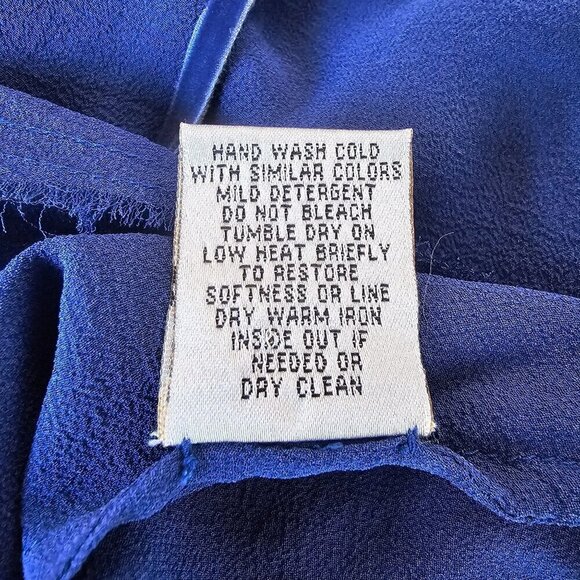 HAND WASH COLD
WITH SIMILAR COLORS
MILD DETERGENT
DO NOT BLEACH
TUMBLE DRY ON
LOW HEAT BRIEFLY
TO RESTORE
SOFTNESS OR LINE
DRY WARM IRON
INSIDE OUT IF
NEEDED OR
DRY CLEAN